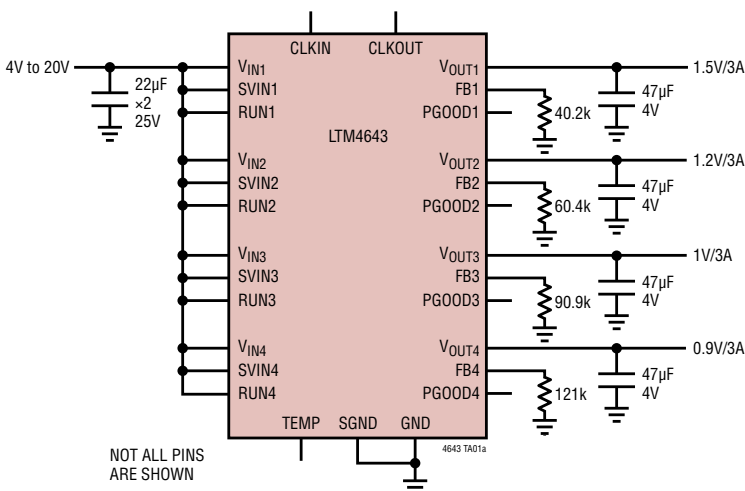 CLKIN CLKOUT
4V to 20V
22µF
×2
25V
VIN1
SVIN1
RUN1
VIN2
SVIN2
RUN2
VIN3
SVIN3
RUN3
VIN4
SVIN4
RUN4
LTM4643
VOUT1
FB1
PGOOD1
VOUT2
FB2
PGOOD2
VOUT3
FB3
PGOOD3
VOUT4
FB4
PGOOD4
TEMP SGND GND
40.2k
47µF
4V
1.5V/3A
60.4k
47µF
4V
1.2V/3A
90.9k
47µF
4V
1V/3A
121k
47µF
4V
0.9V/3A
4643 TA01a
NOT ALL PINS
ARE SHOWN